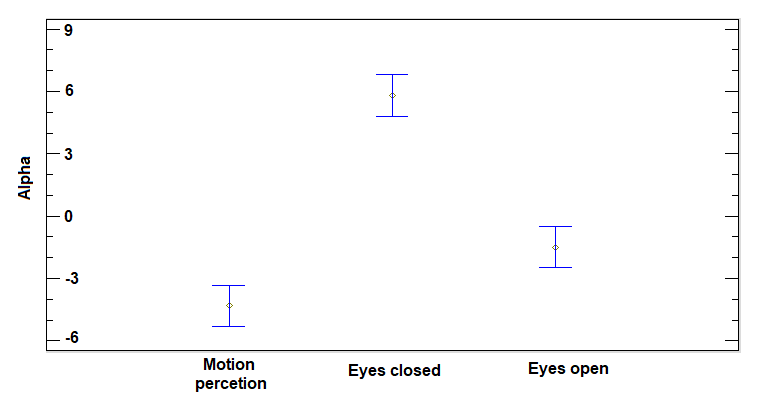 9
6
3
0
-3
-6
Alpha
Motion
percetion
Eyes closed
Eyes open